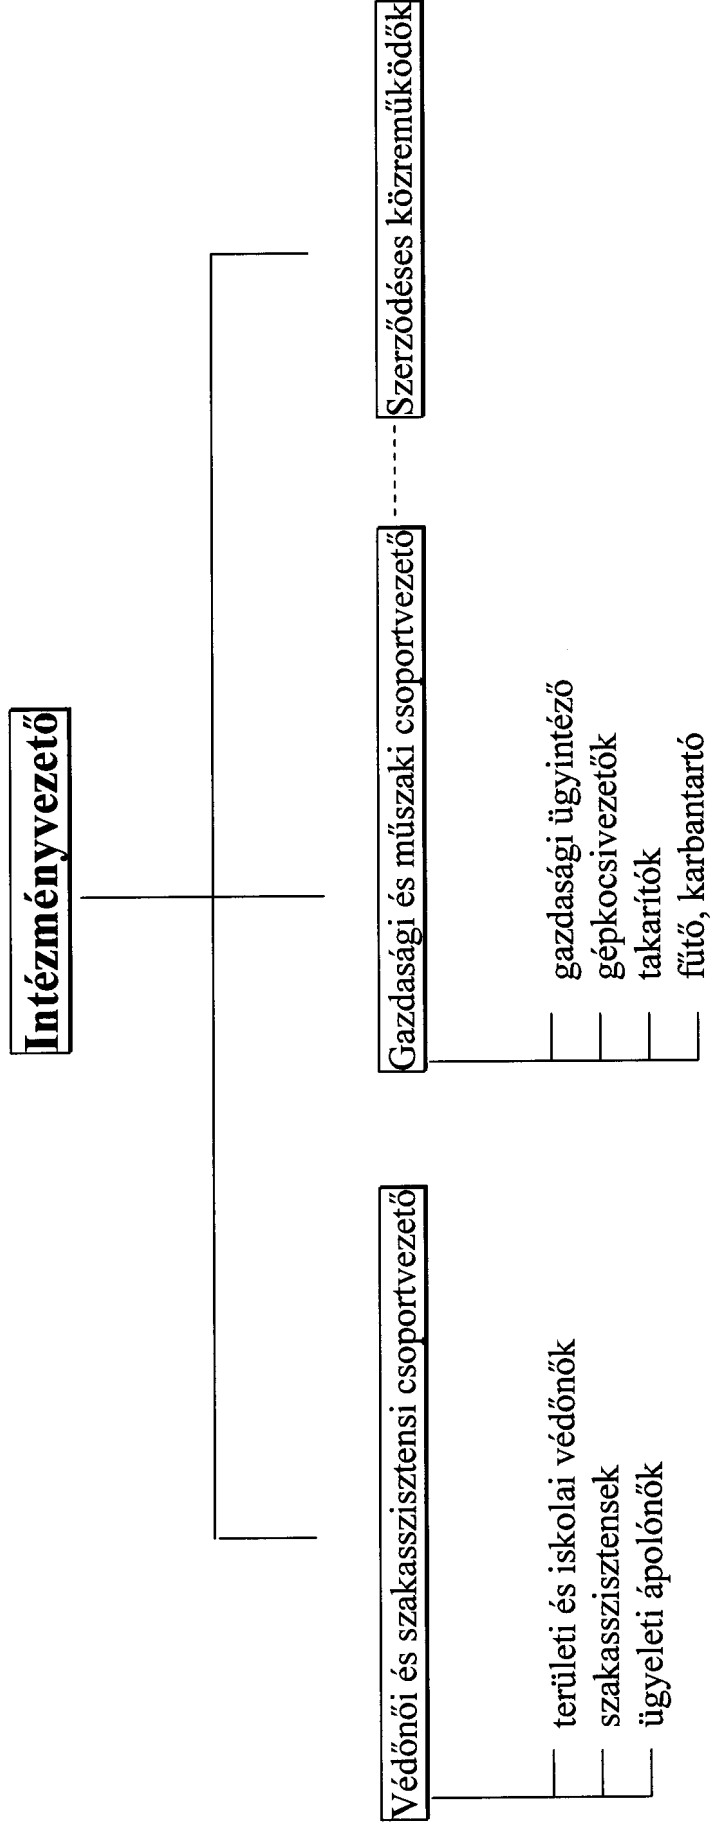 Intézményvezető
Védőnői és szakasszisztensi csoportvezető
Gazdasági és műszaki csoportvezető
Szerződéses közreműködők
területi és iskolai védőnők
szakasszisztensek
ügyeleti ápolónők
gazdasági ügyintéző
gépkocsivezetők
takarítók
fűtő, karbantartó